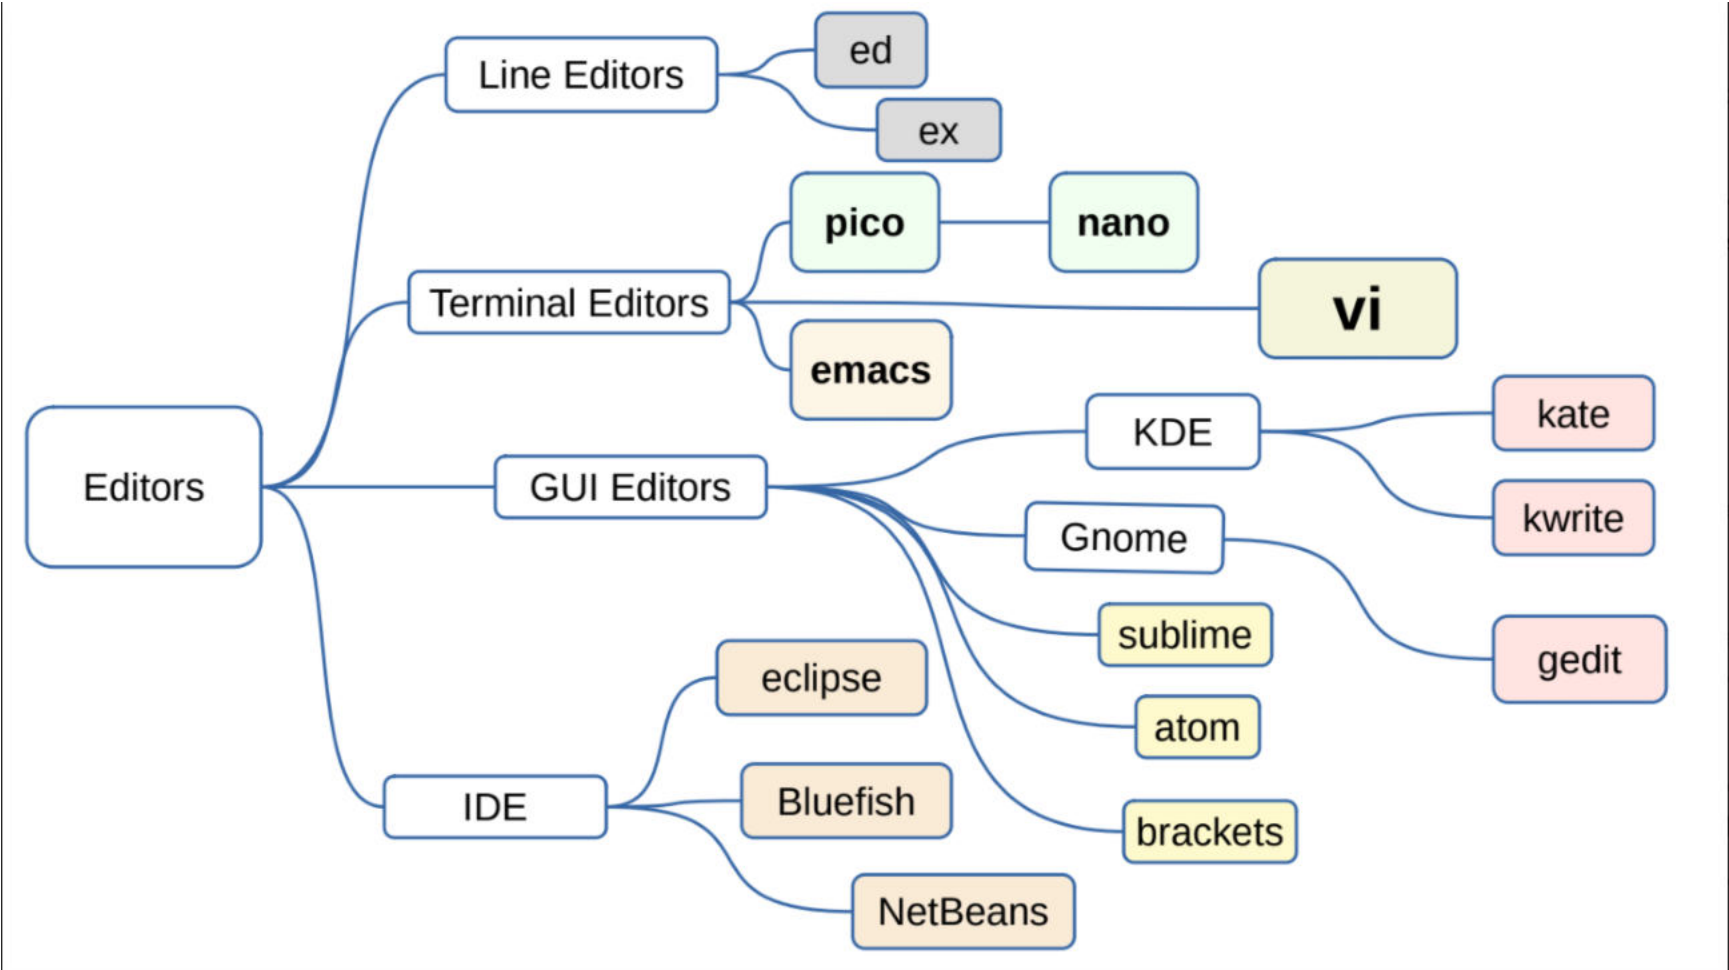 Editors
Line Editors
ed
ex
Terminal Editors
pico
nano
vi
emacs
GUI Editors
KDE
kate
kwrite
Gnome
gedit
sublime
atom
brackets
IDE
eclipse
Bluefish
NetBeans